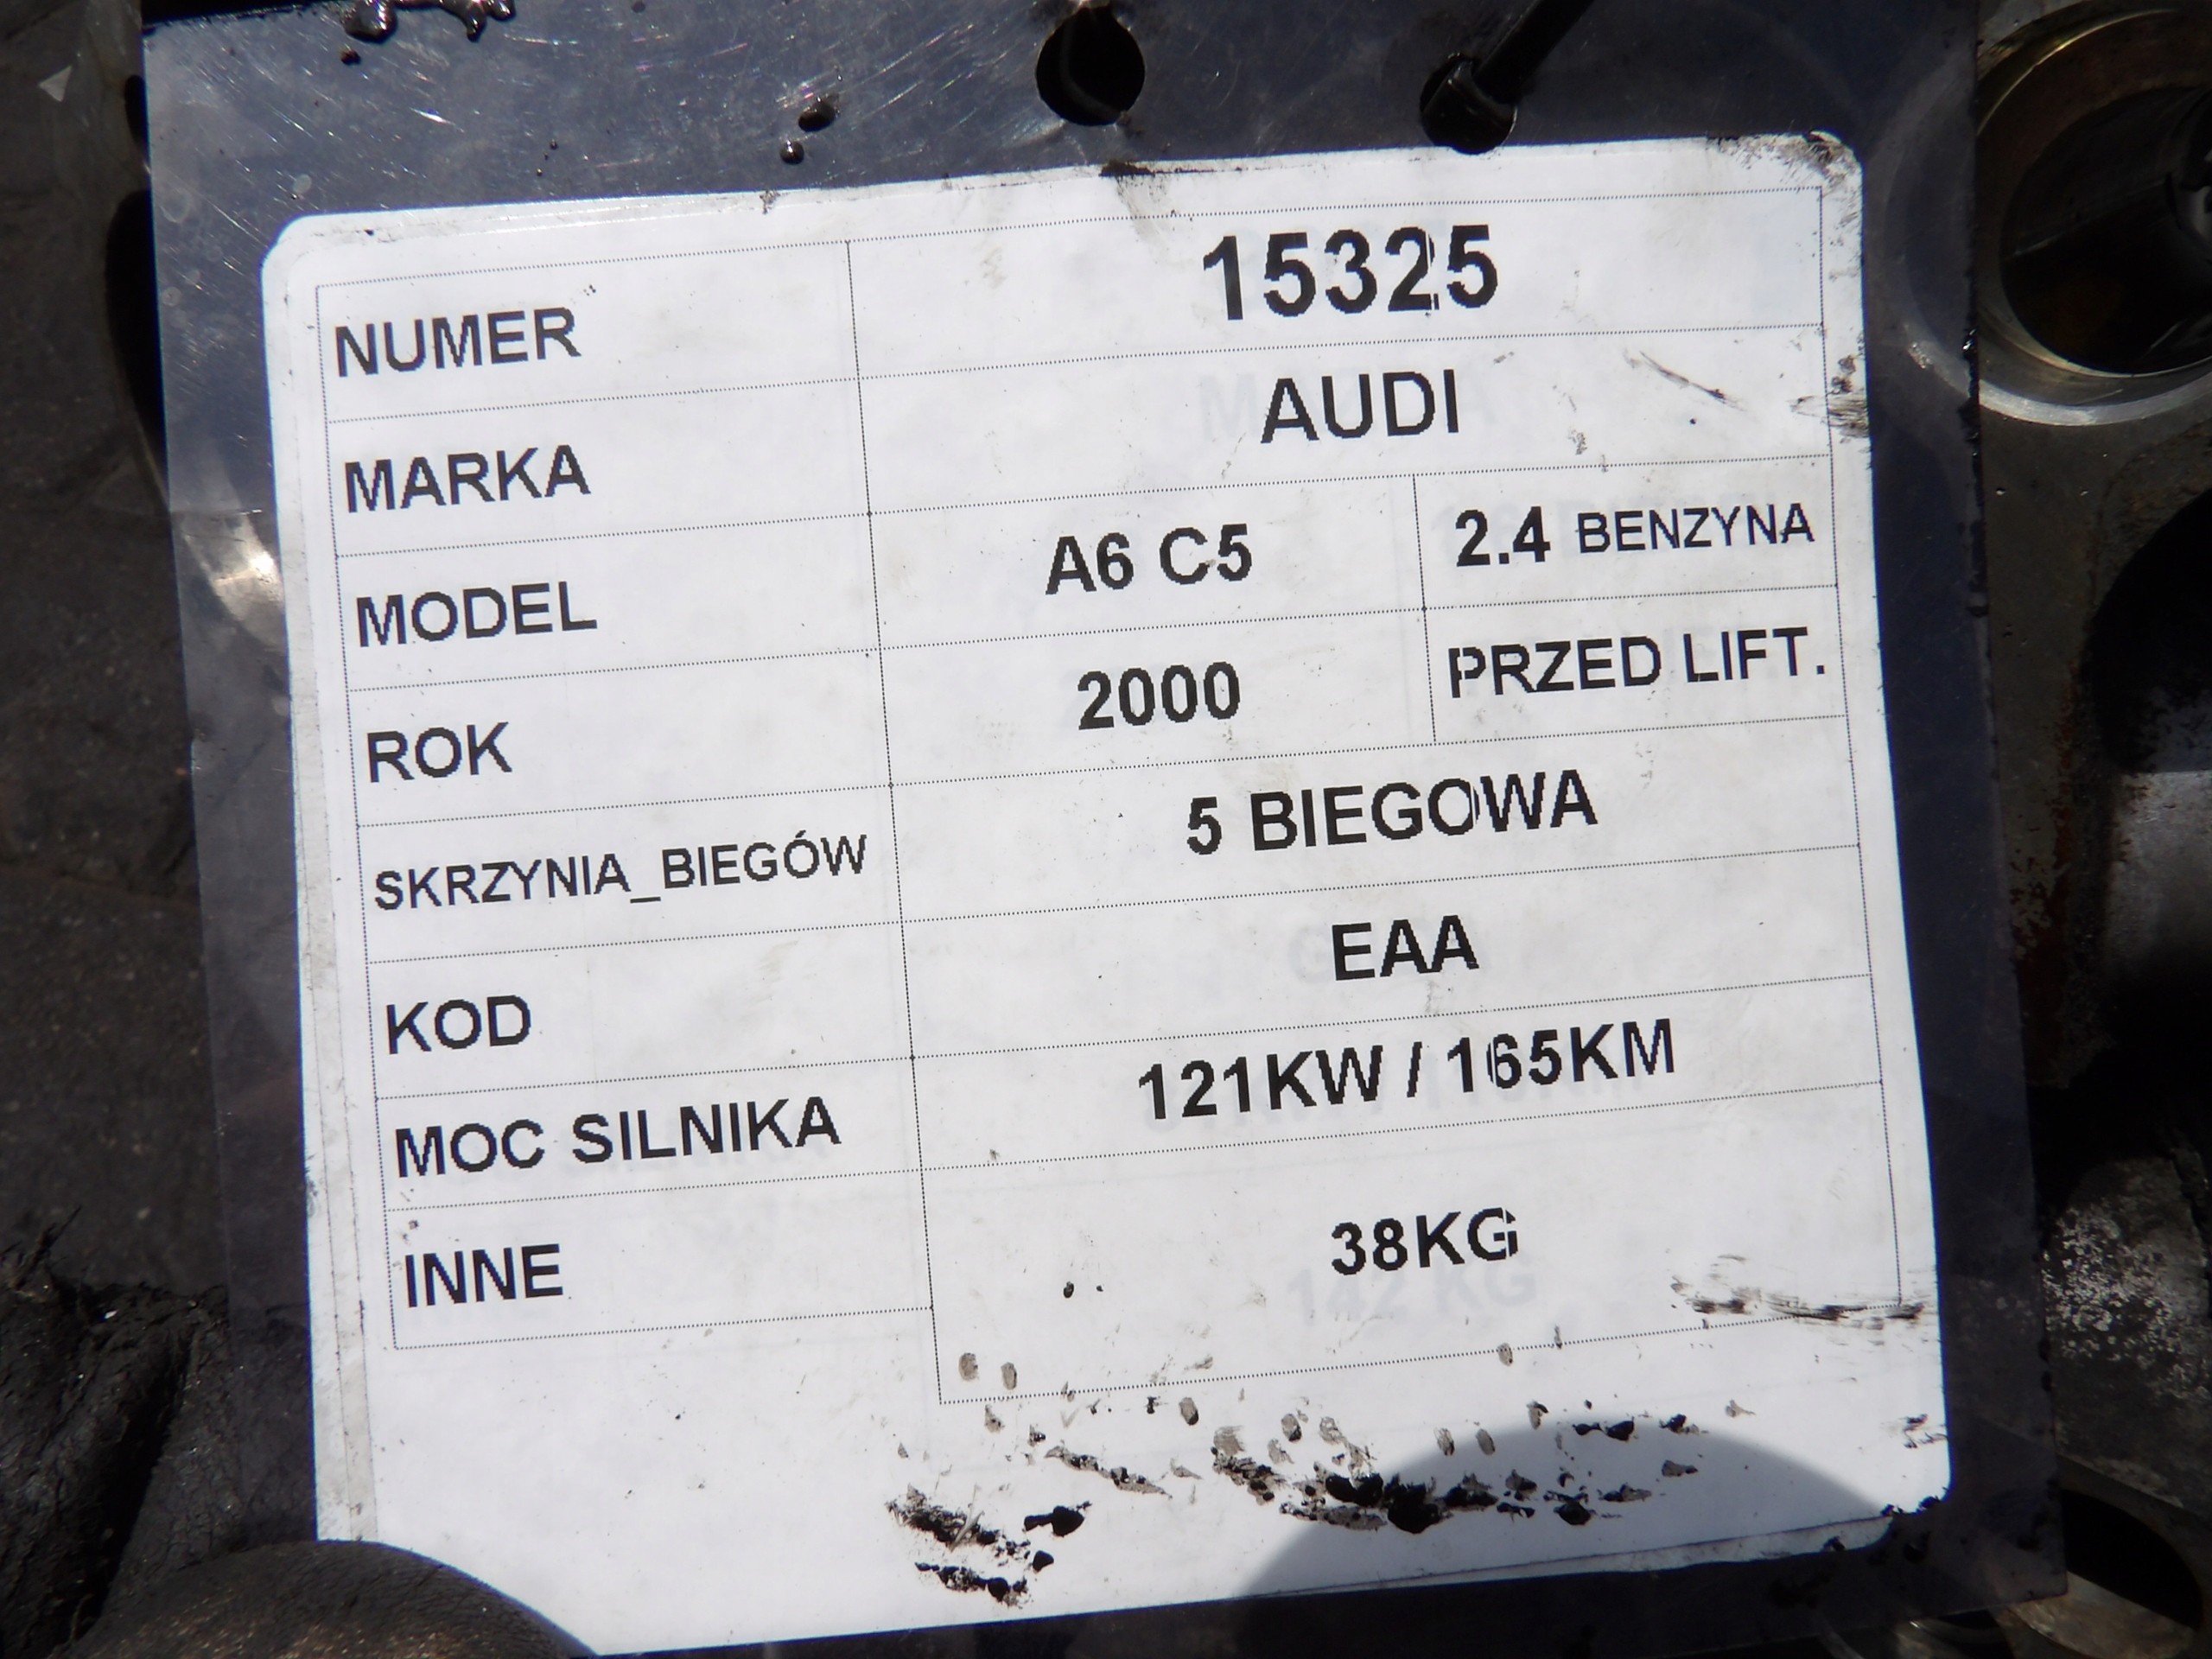 NUMER 15325
MARKA AUDI
MODEL A6 C5 2.4 BENZYNA
ROK 2000 PRZED LIFT.
SKRZYNIA_BIEGÓW 5 BIEGOWA
KOD EAA
MOC SILNIKA 121KW / 165KM
INNE 38KG